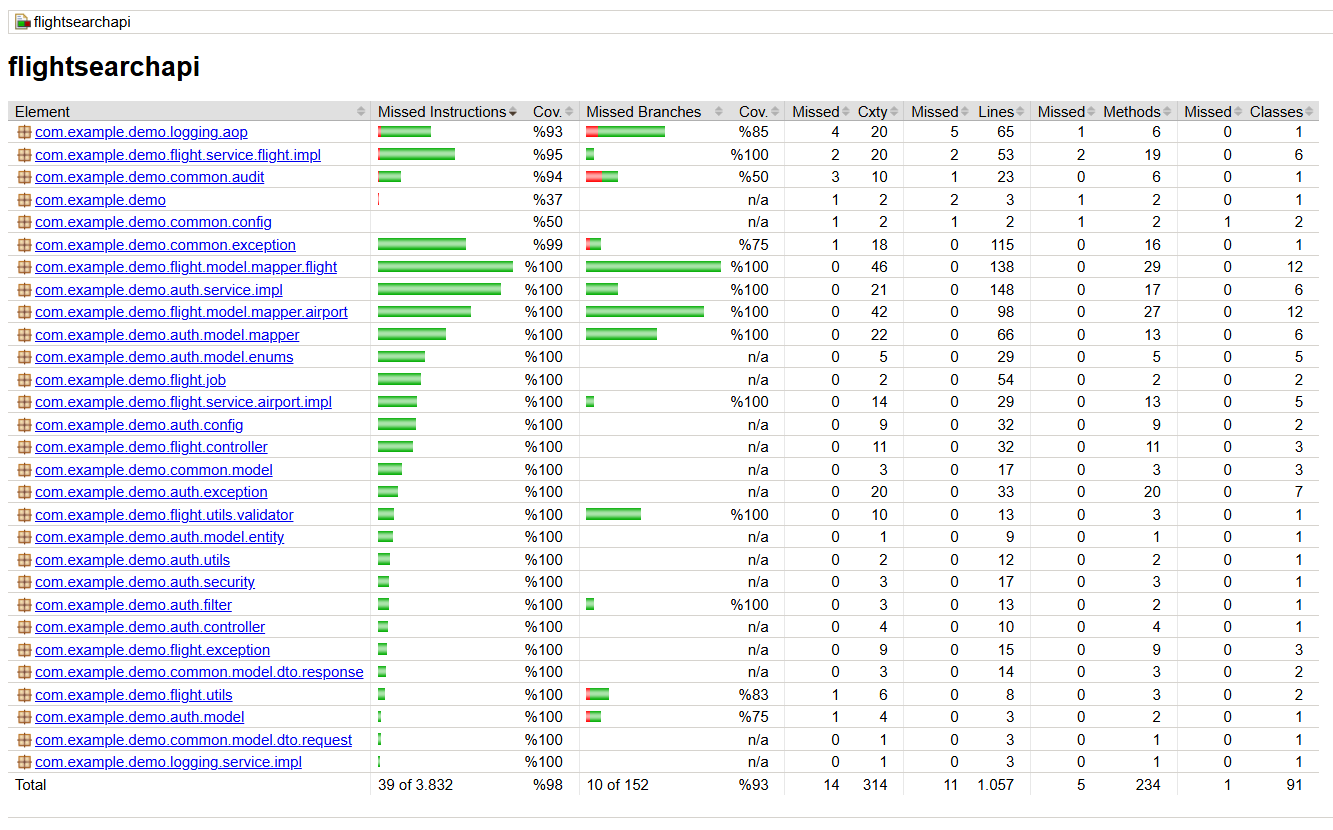 flightsearchapi
flightsearchapi
Element Missed Instructions Cov. Missed Branches Cov. Missed Cxty Missed Lines Missed Methods Missed Classes
com.example.demo.logging.aop %93 %85 4 20 5 65 1 6 0 1
com.example.demo.flight.service.flight.impl %95 %100 2 20 2 53 2 19 0 6
com.example.demo.common.audit %94 %50 3 10 1 23 0 6 0 1
com.example.demo %37 n/a 1 2 2 3 1 2 0 1
com.example.demo.common.config %50 n/a 1 2 1 2 1 2 1 2
com.example.demo.common.exception %99 %75 1 18 0 115 0 16 0 1
com.example.demo.flight.model.mapper.flight %100 %100 0 46 0 138 0 29 0 12
com.example.demo.auth.service.impl %100 %100 0 21 0 148 0 17 0 6
com.example.demo.flight.model.mapper.airport %100 %100 0 42 0 98 0 27 0 12
com.example.demo.auth.model.mapper %100 %100 0 22 0 66 0 13 0 6
com.example.demo.auth.model.enums %100 n/a 0 5 0 29 0 5 0 5
com.example.demo.flight.job %100 n/a 0 2 0 54 0 2 0 2
com.example.demo.flight.service.airport.impl %100 %100 0 14 0 29 0 13 0 5
com.example.demo.auth.config %100 n/a 0 9 0 32 0 9 0 2
com.example.demo.flight.controller %100 n/a 0 11 0 32 0 11 0 3
com.example.demo.common.model %100 n/a 0 3 0 17 0 3 0 3
com.example.demo.auth.exception %100 n/a 0 20 0 33 0 20 0 7
com.example.demo.flight.utils.validator %100 %100 0 10 0 13 0 3 0 1
com.example.demo.auth.model.entity %100 n/a 0 1 0 9 0 1 0 1
com.example.demo.auth.utils %100 n/a 0 2 0 12 0 2 0 1
com.example.demo.auth.security %100 n/a 0 3 0 17 0 3 0 1
com.example.demo.auth.filter %100 %100 0 3 0 13 0 2 0 1
com.example.demo.auth.controller %100 n/a 0 4 0 10 0 4 0 1
com.example.demo.flight.exception %100 n/a 0 9 0 15 0 9 0 3
com.example.demo.common.model.dto.response %100 n/a 0 3 0 14 0 3 0 2
com.example.demo.flight.utils %100 %83 1 6 0 8 0 3 0 2
com.example.demo.auth.model %100 %75 1 4 0 3 0 2 0 1
com.example.demo.common.model.dto.request %100 n/a 0 1 0 3 0 1 0 1
com.example.demo.logging.service.impl %100 n/a 0 1 0 3 0 1 0 1
Total 39 of 3.832 %98 10 of 152 %93 14 314 11 1.057 5 234 1 91